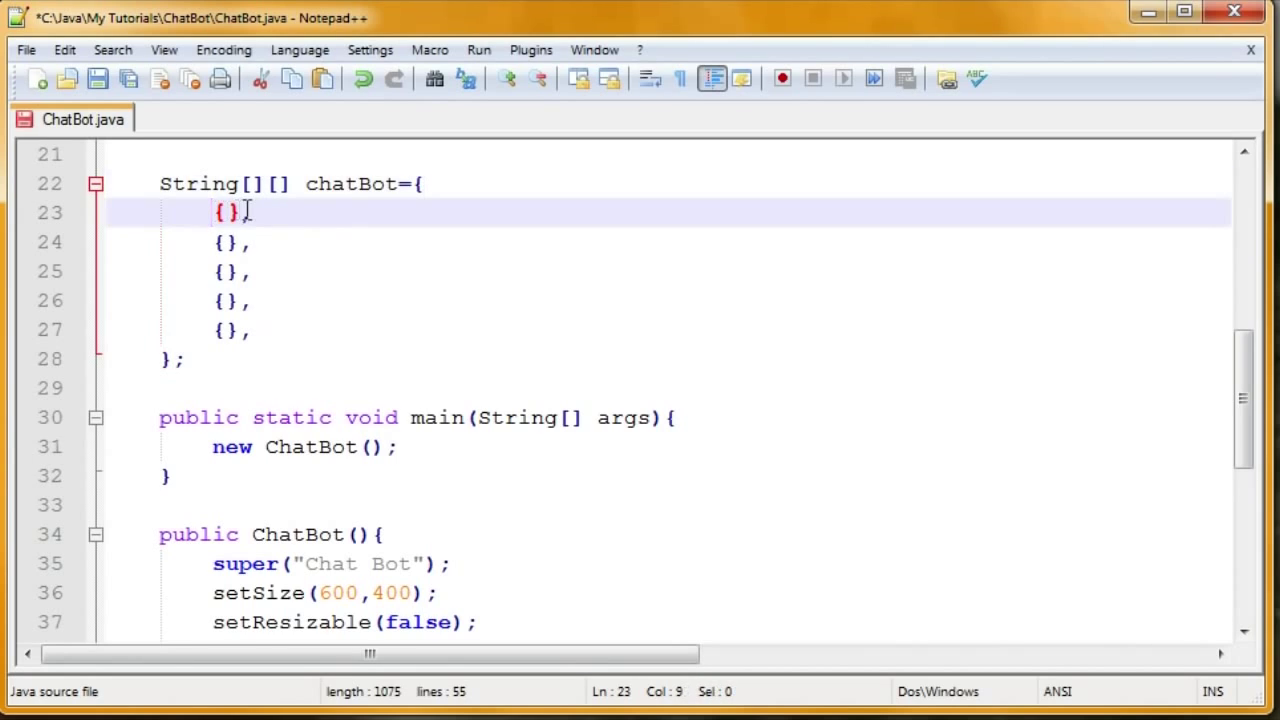 *C:\Java\My Tutorials\ChatBot\ChatBot.java - Notepad++
File Edit Search View Encoding Language Settings Macro Run Plugins Window ? X
ABC
ChatBot.java
21
22 String[][] chatBot={
23 {},
24 {},
25 {},
26 {},
27 {},
28 };
29
30 public static void main(String[] args){
31 new ChatBot();
32 }
33
34 public ChatBot(){
35 super("Chat Bot");
36 setSize(600,400);
37 setResizable(false);
Java source file length : 1075 lines : 55 Ln : 23 Col : 9 Sel : 0 Dos\Windows ANSI INS